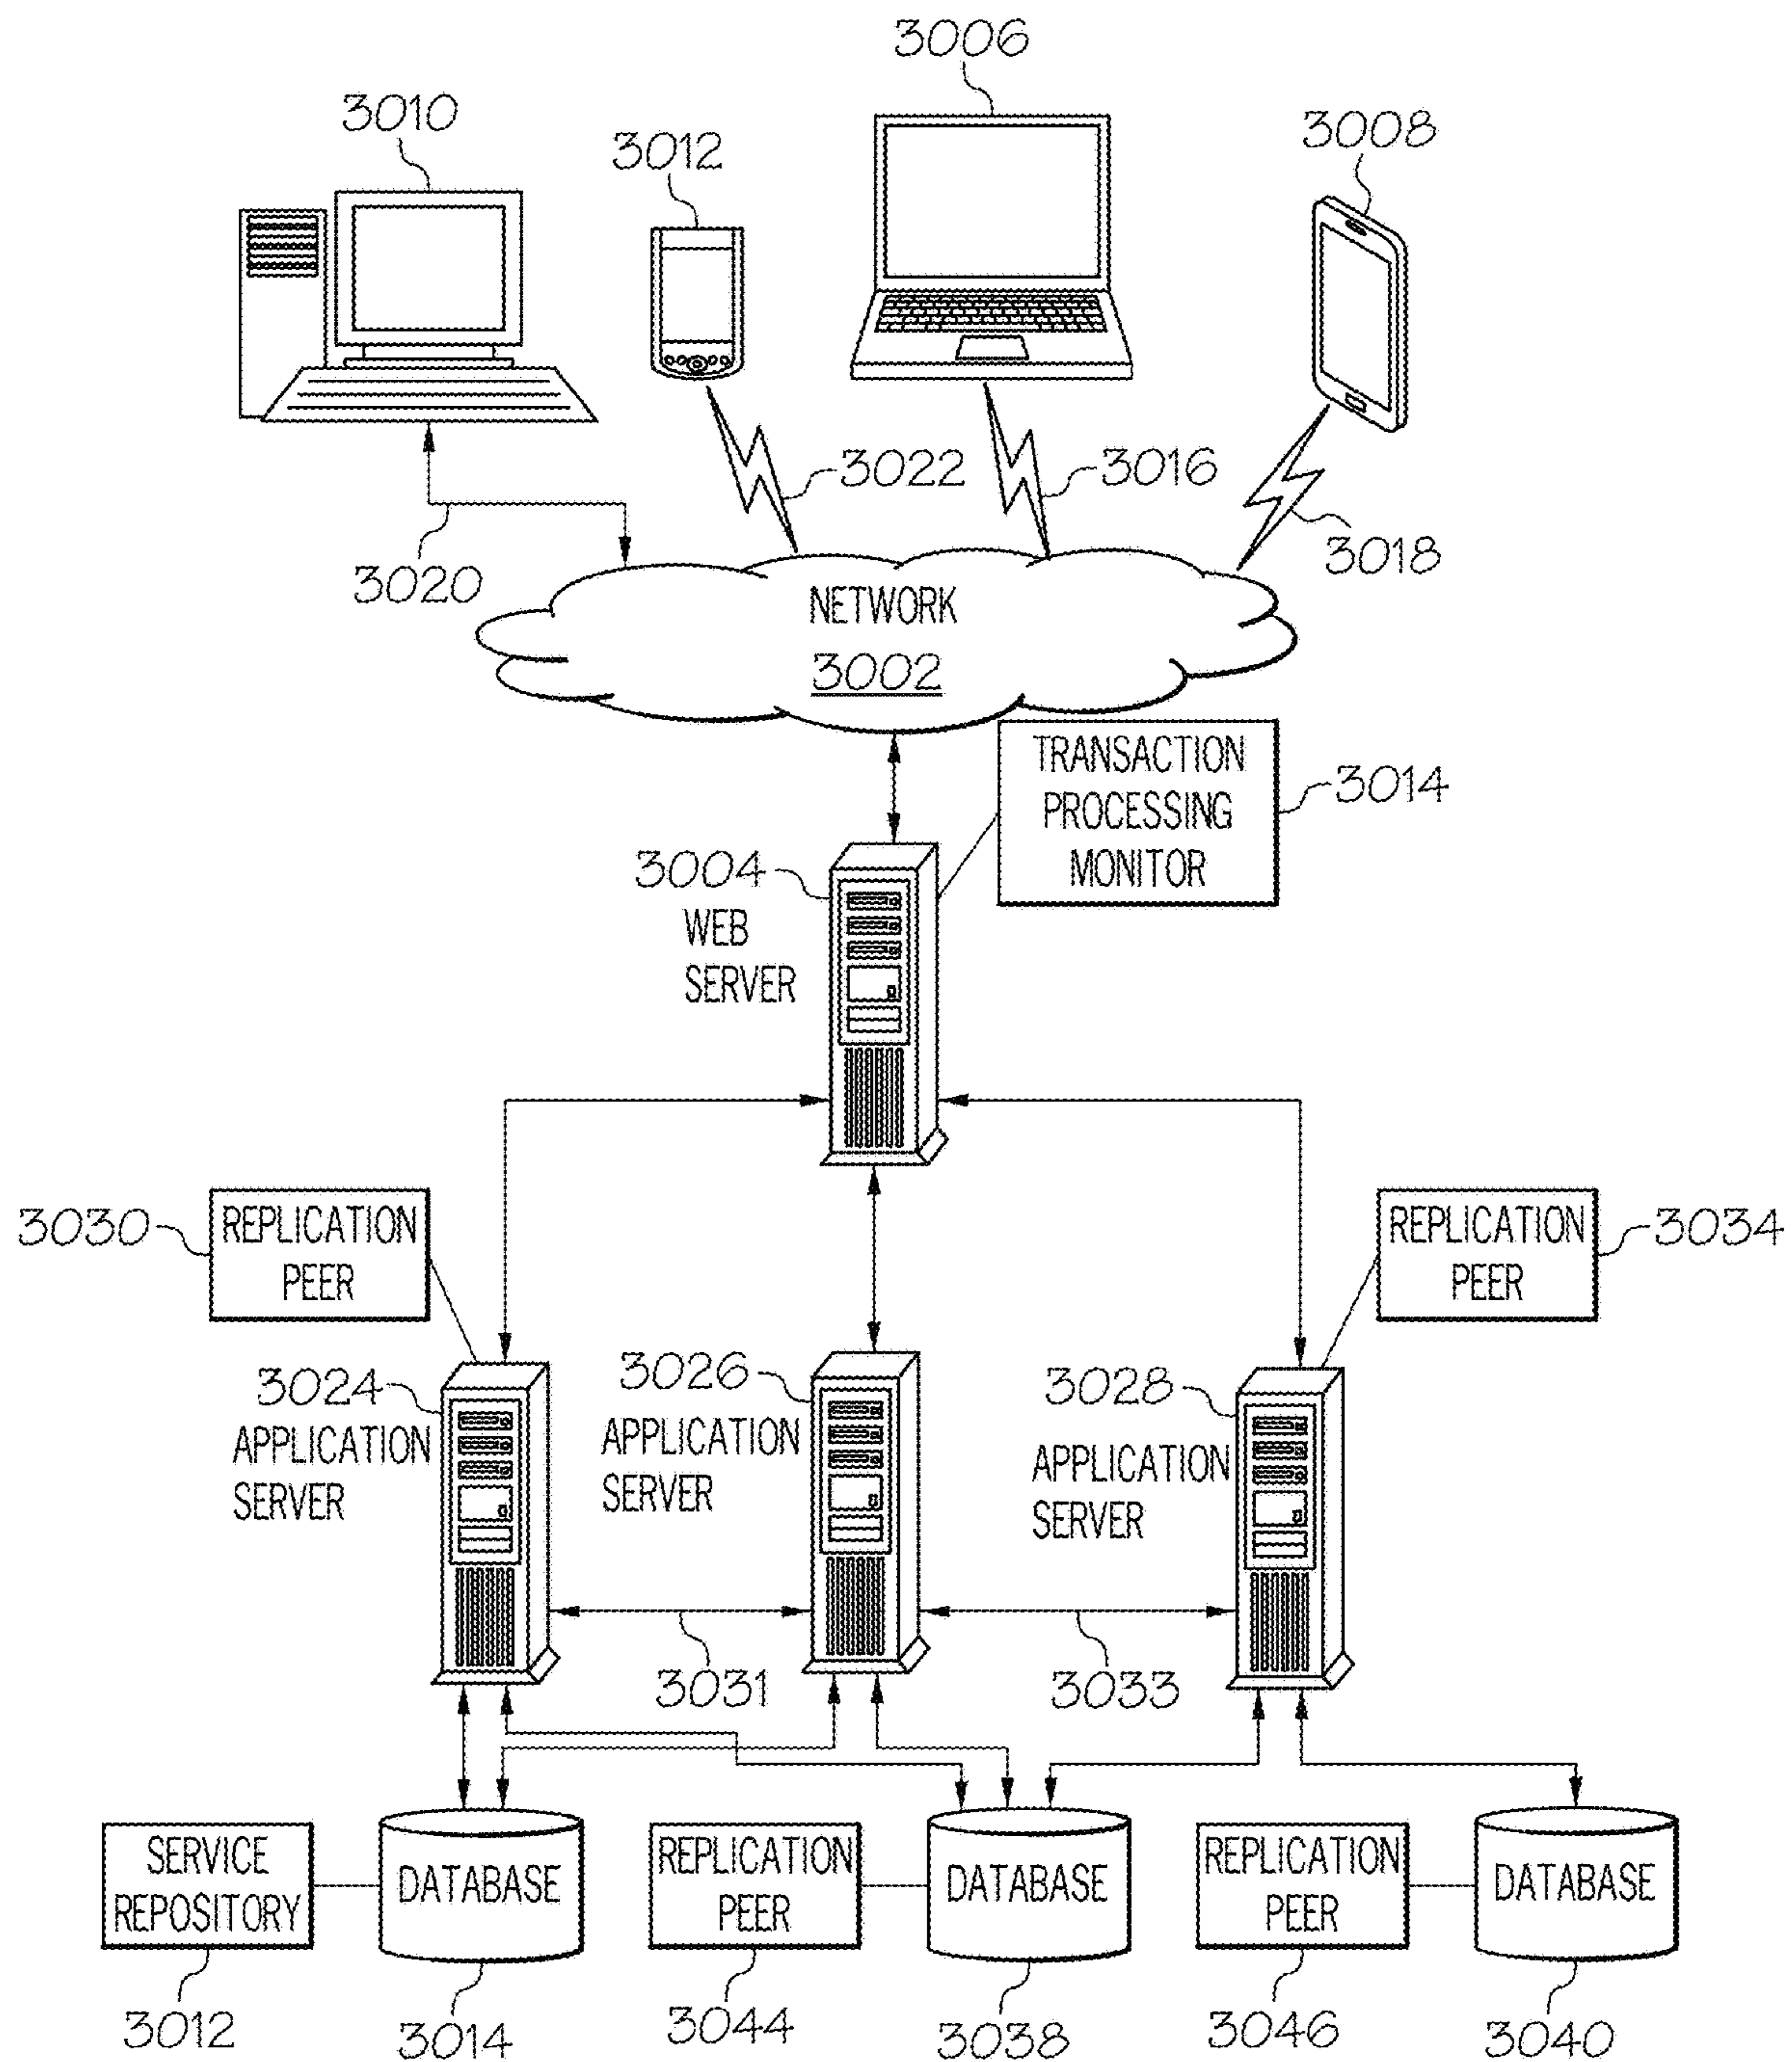 3006
3010
3012
3008
3022
3016
3018
3020
NETWORK
3002
TRANSACTION
PROCESSING
MONITOR
3014
3004
WEB
SERVER
3030
REPLICATION
PEER
REPLICATION
PEER
3034
3024
APPLICATION
SERVER
3026
APPLICATION
SERVER
3028
APPLICATION
SERVER
3031
3033
SERVICE
REPOSITORY
DATABASE
REPLICATION
PEER
DATABASE
REPLICATION
PEER
DATABASE
3012
3014
3044
3038
3046
3040